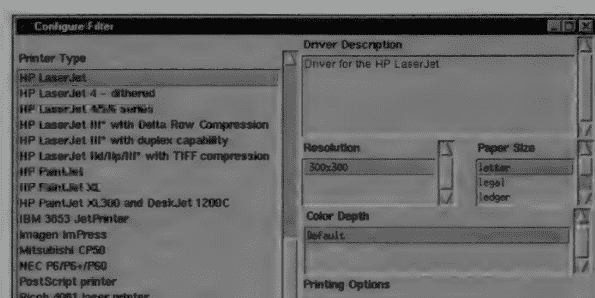 Configure Filter
Printer Type
HP LaserJet
HP LaserJet 4 - dithered
HP LaserJet 4/5/6 series
HP LaserJet III* with Delta Row Compression
HP LaserJet III* with duplex capability
HP LaserJet IId/IIp/III* with TIFF compression
HP PaintJet
HP PaintJet XL
HP PaintJet XL300 and DeskJet 1200C
IBM 3853 JetPrinter
Imagen ImPress
Mitsubishi CP50
NEC P6/P6+/P60
PostScript printer
Ricoh 4081 laser printer
Driver Description
Driver for the HP LaserJet
Resolution
300x300
Paper Size
letter
legal
ledger
Color Depth
Default
Printing Options